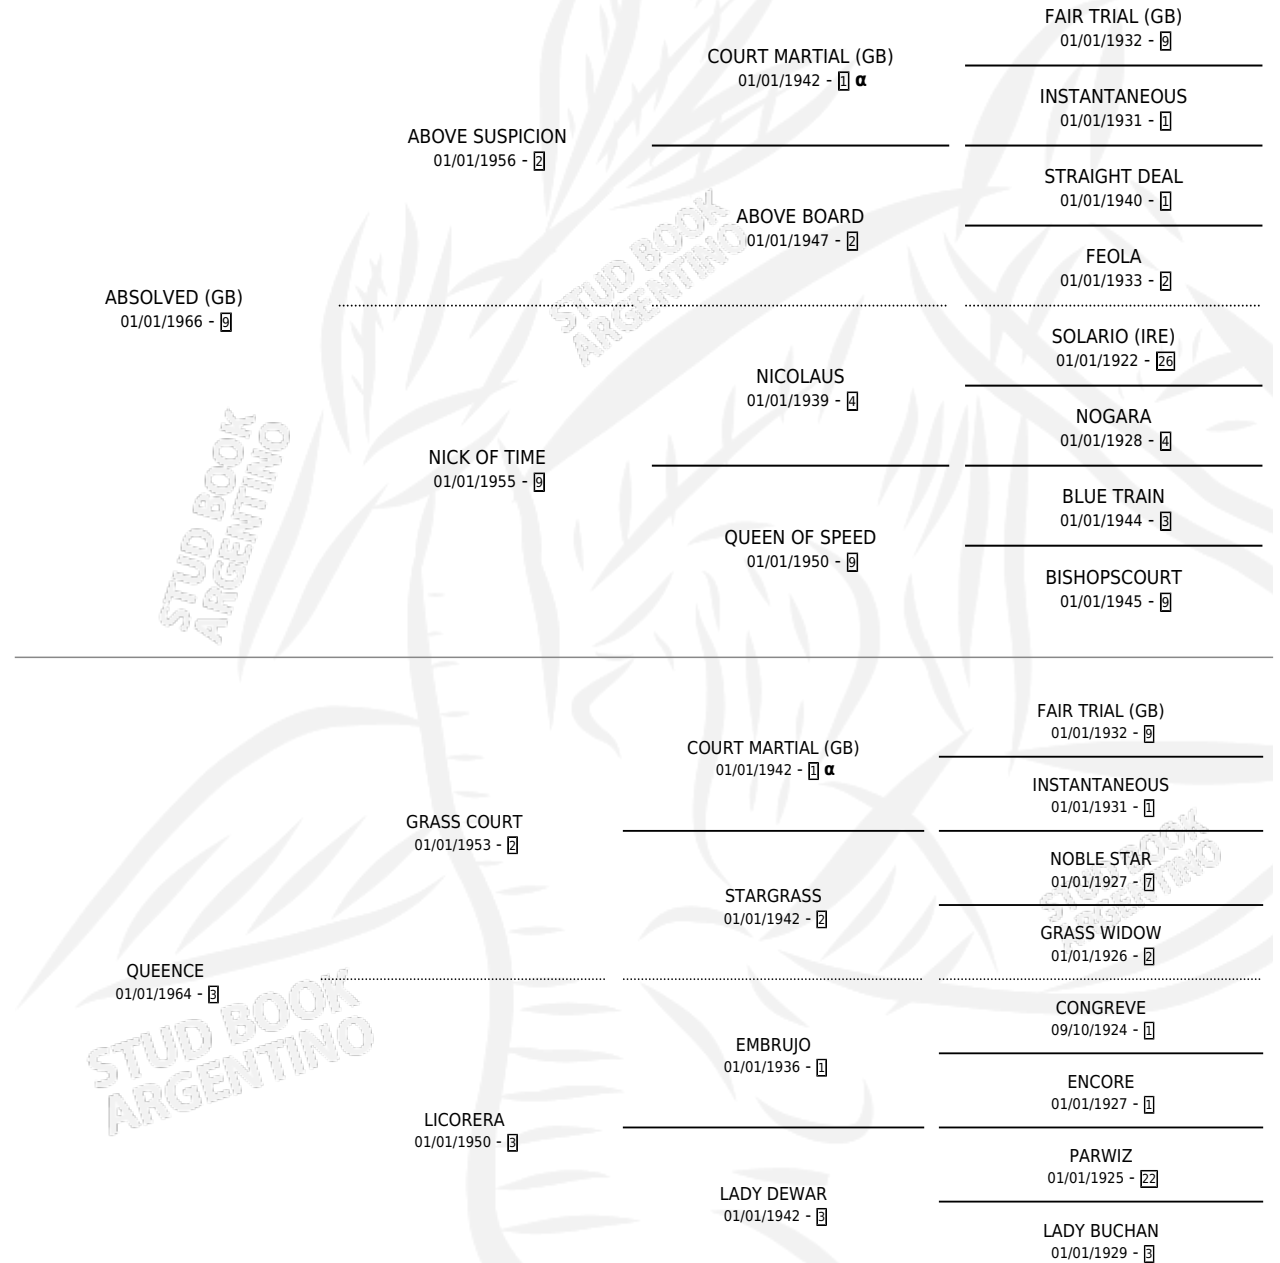 FAIR TRIAL (GB)
01/01/1932 - 9
COURT MARTIAL (GB)
01/01/1942 - 1 α
INSTANTANEOUS
01/01/1931 - 1
ABOVE SUSPICION
01/01/1956 - 2
STRAIGHT DEAL
01/01/1940 - 1
ABOVE BOARD
01/01/1947 - 2
FEOLA
01/01/1933 - 2
ABSOLVED (GB)
01/01/1966 - 9
SOLARIO (IRE)
01/01/1922 - 26
NICOLAUS
01/01/1939 - 4
NOGARA
01/01/1928 - 4
NICK OF TIME
01/01/1955 - 9
BLUE TRAIN
01/01/1944 - 3
QUEEN OF SPEED
01/01/1950 - 9
BISHOPSCOURT
01/01/1945 - 9
FAIR TRIAL (GB)
01/01/1932 - 9
COURT MARTIAL (GB)
01/01/1942 - 1 α
INSTANTANEOUS
01/01/1931 - 1
GRASS COURT
01/01/1953 - 2
NOBLE STAR
01/01/1927 - 7
STARGRASS
01/01/1942 - 2
GRASS WIDOW
01/01/1926 - 2
QUEENCE
01/01/1964 - 3
CONGREVE
09/10/1924 - 1
EMBRUJO
01/01/1936 - 1
ENCORE
01/01/1927 - 1
LICORERA
01/01/1950 - 3
PARWIZ
01/01/1925 - 22
LADY DEWAR
01/01/1942 - 3
LADY BUCHAN
01/01/1929 - 3
STUD BOOK
ARGENTINO
STUD BOOK
ARGENTINO
STUD BOOK
ARGENTINO
STUD BOOK
ARGENTINO